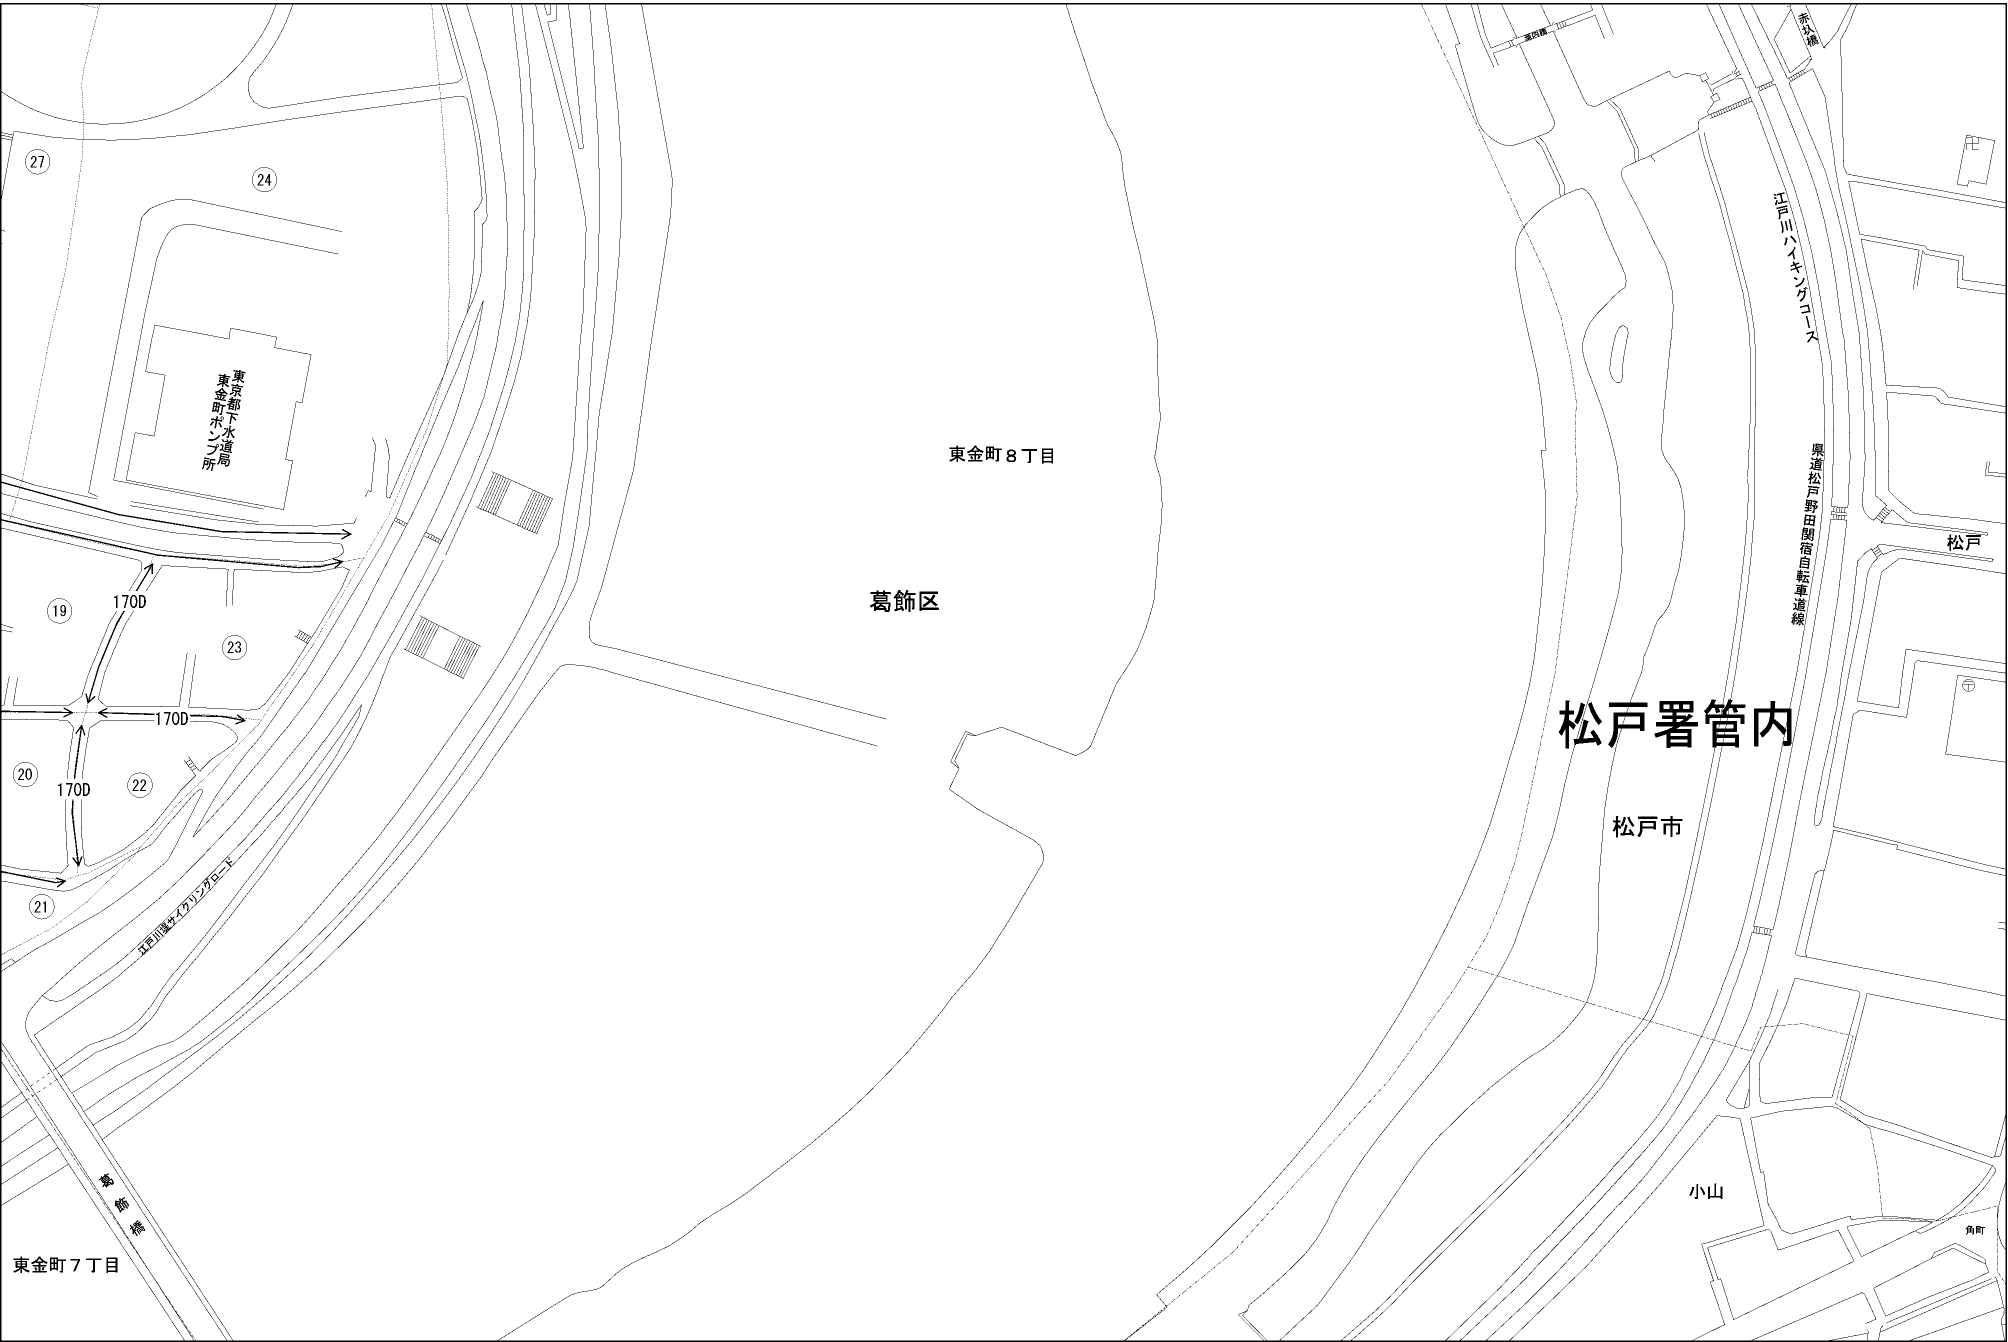 赤圦橋
27
24
江戸川ハイキングコース
東京都下水道局
東金町ポンプ所
東金町８丁目
県道松戸野田関宿自転車道線
松戸
葛飾区
19
170D
23
170D
松戸署管内
20
170D
22
松戸市
21
江戸川堤サイクリングロード
葛飾橋
小山
角町
東金町７丁目